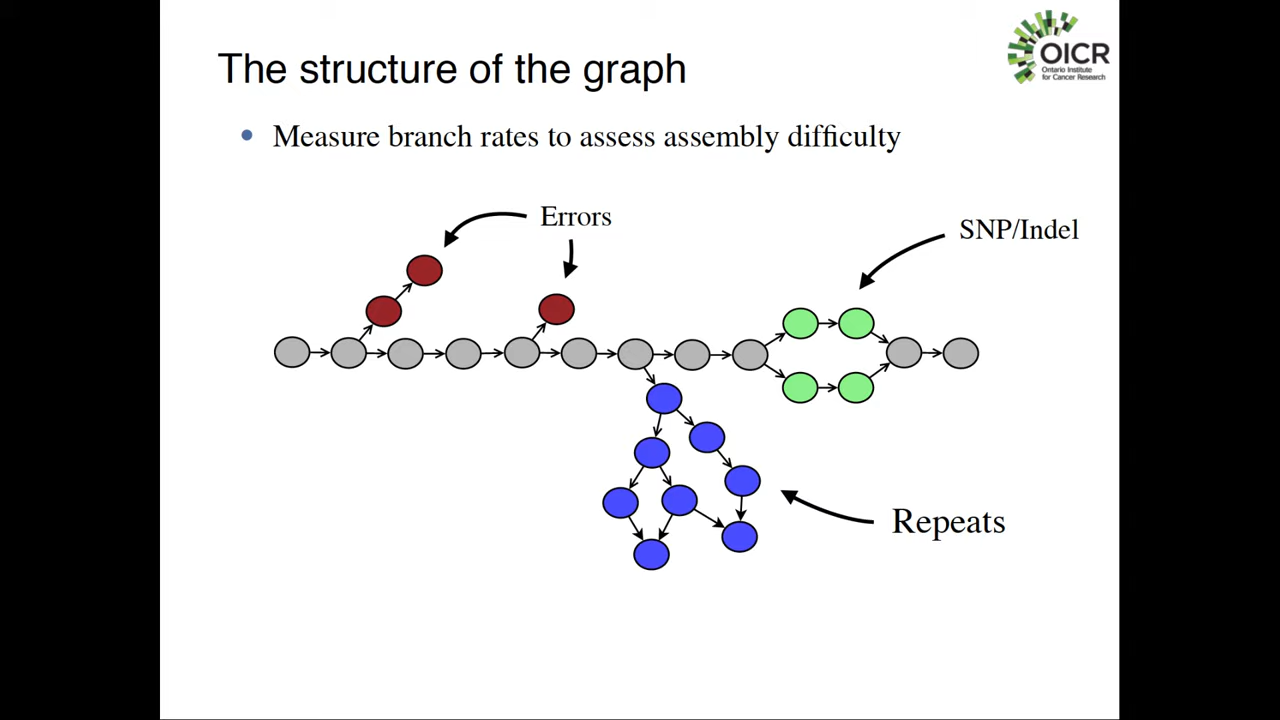 The structure of the graph
OICR
Ontario Institute
for Cancer Research
• Measure branch rates to assess assembly difficulty
Errors
SNP/Indel
Repeats